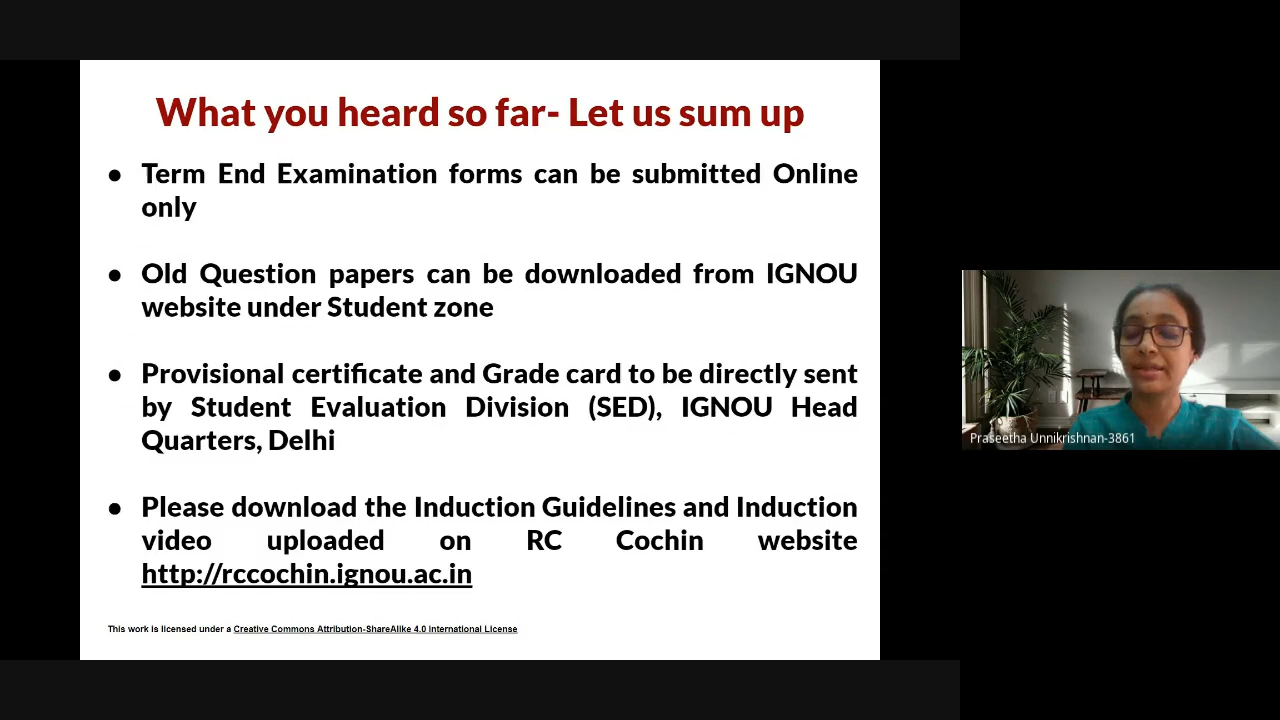 What you heard so far- Let us sum up
● Term End Examination forms can be submitted Online
only
● Old Question papers can be downloaded from IGNOU
website under Student zone
● Provisional certificate and Grade card to be directly sent
by Student Evaluation Division (SED), IGNOU Head
Quarters, Delhi
● Please download the Induction Guidelines and Induction
video uploaded on RC Cochin website
http://rccochin.ignou.ac.in
This work is licensed under a Creative Commons Attribution-ShareAlike 4.0 International License
Praseetha Unnikrishnan-3861